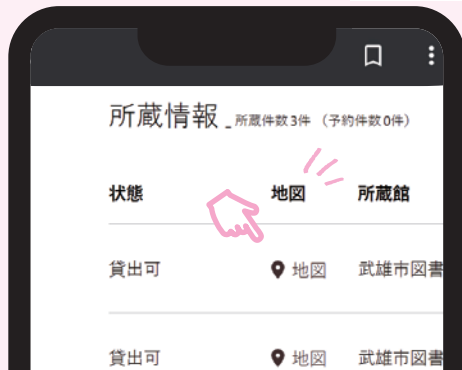 所蔵情報 _所蔵件数3件 （予約件数0件）
状態 地図 所蔵館
貸出可 地図 武雄市図書
貸出可 地図 武雄市図書